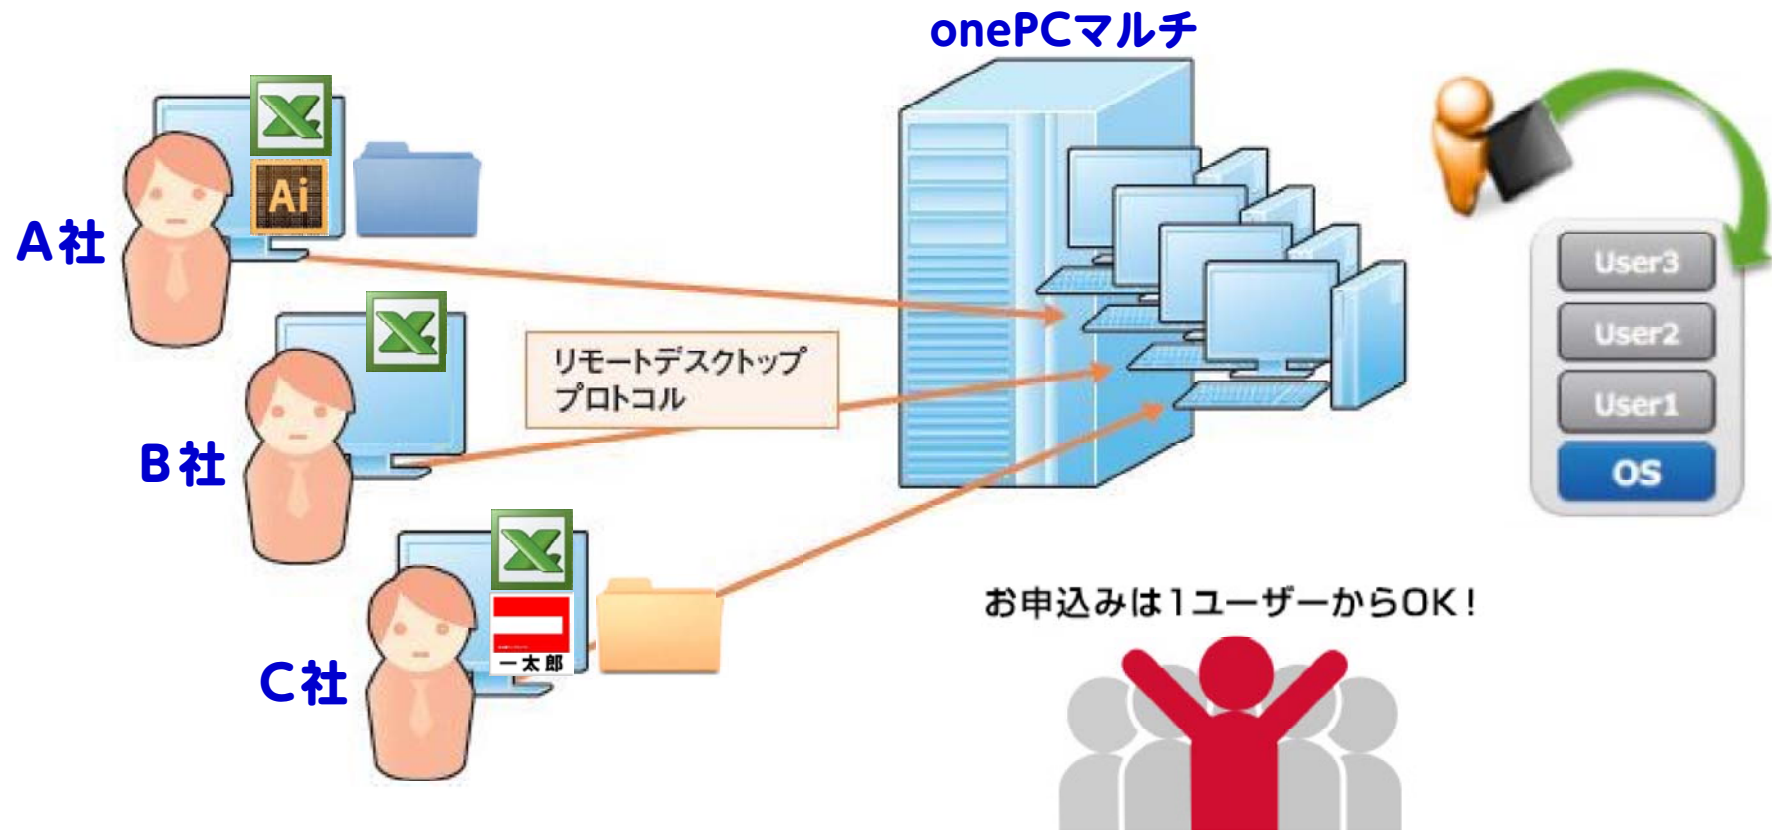 onePCマルチ
A社
Ai
B社
リモートデスクトップ
プロトコル
C社
一太郎
User3
User2
User1
OS
お申込みは1ユーザーからOK!